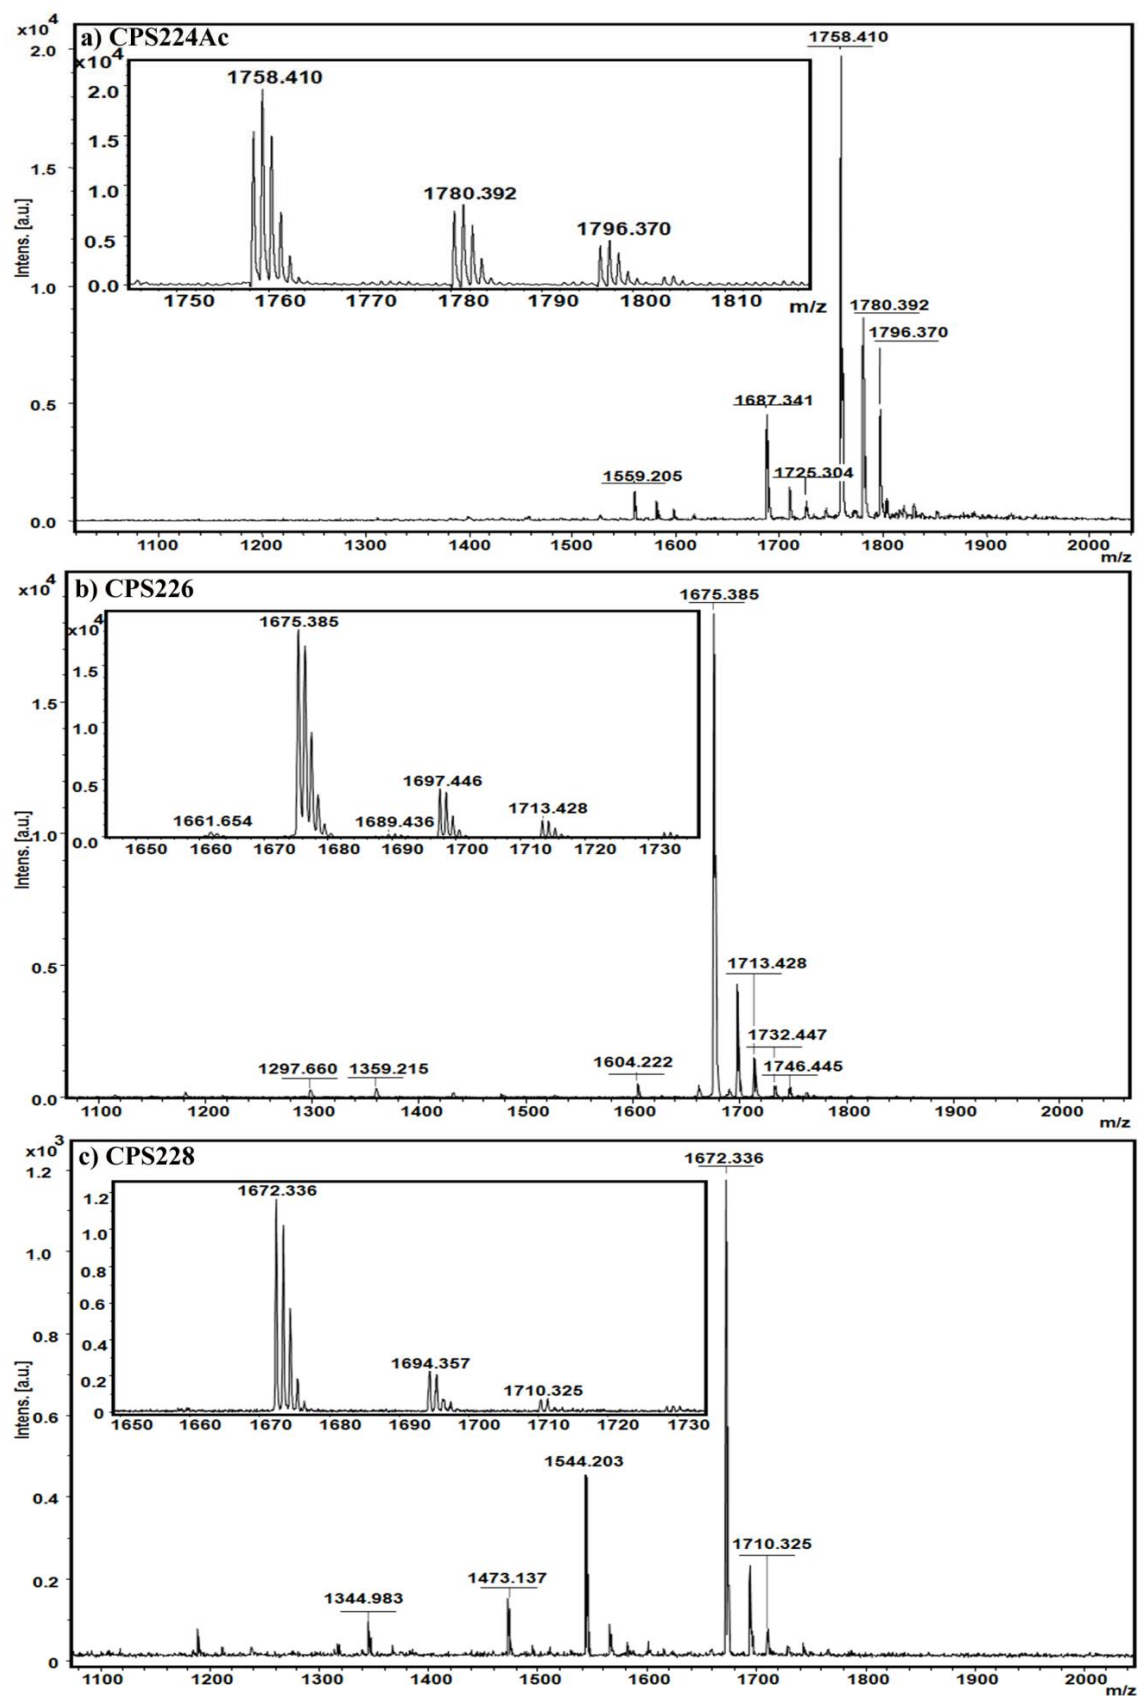 x10⁴
a) CPS224Ac
1758.410
2.0
x10⁴
1758.410
2.0
1.5
1.0
0.5
0.0
1780.392
1796.370
1750 1760 1770 1780 1790 1800 1810
m/z
1.5
Intens. [a.u.]
1.0
1780.392
1796.370
0.5
1687.341
1559.205
1725.304
0.0
1100 1200 1300 1400 1500 1600 1700 1800 1900 2000
m/z
x10⁴
b) CPS226
1675.385
x10⁴
1675.385
1.5
1.0
0.5
0.0
1661.654
1689.436
1697.446
1713.428
1650 1660 1670 1680 1690 1700 1710 1720 1730
1.5
Intens. [a.u.]
1.0
0.5
1713.428
1732.447
1746.445
1604.222
1297.660
1359.215
0.0
1100 1200 1300 1400 1500 1600 1700 1800 1900 2000
m/z
x10³
c) CPS228
1672.336
1.2
1672.336
1.2
1.0
0.8
0.6
0.4
0.2
0
1694.357
1710.325
1650 1660 1670 1680 1690 1700 1710 1720 1730
1.0
0.8
Intens. [a.u.]
0.6
1544.203
0.4
1710.325
1473.137
0.2
1344.983
0
1100 1200 1300 1400 1500 1600 1700 1800 1900 2000
m/z